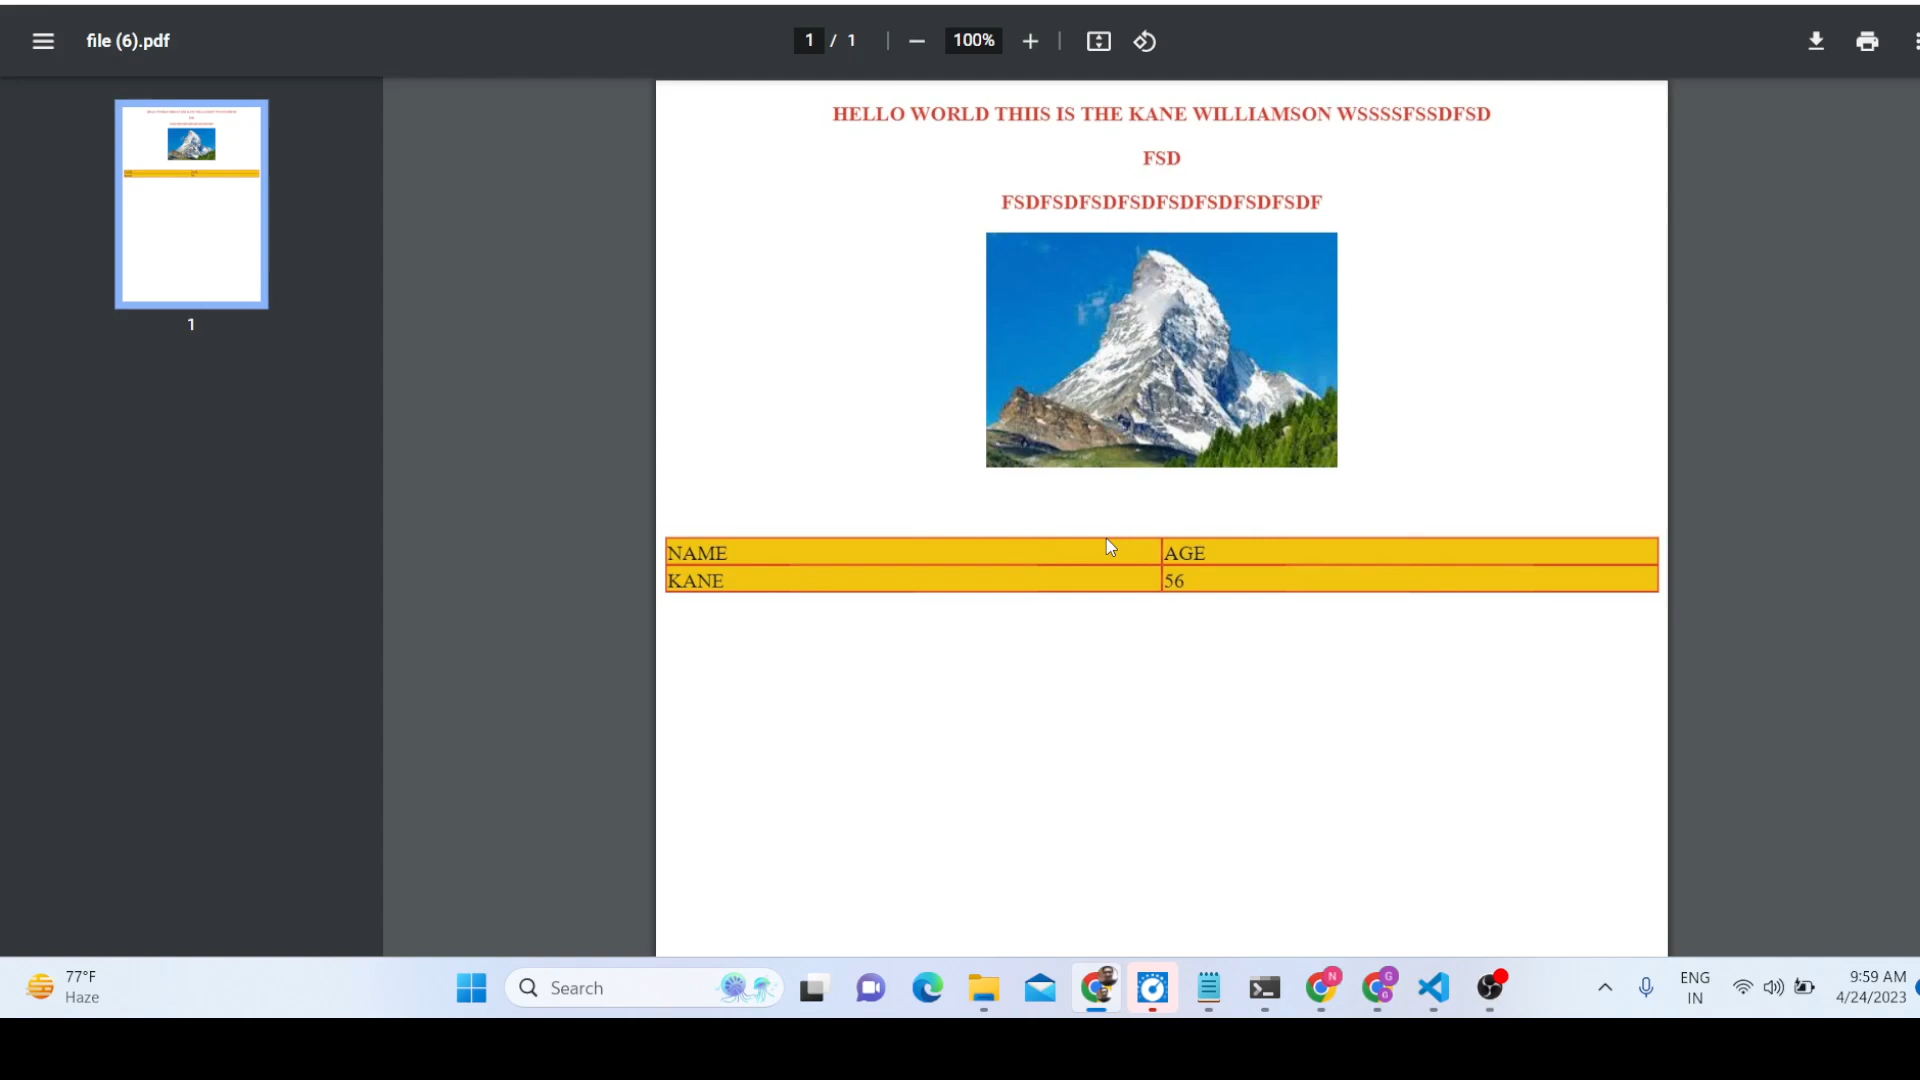 file (6).pdf
1 / 1
100%
HELLO WORLD THIIS IS THE KANE WILLIAMSON WSSSSFSSDFSD
FSD
FSDFSDFSDFSDFSDFSDFSDFSDF
1
NAME AGE
KANE 56
77°F
Haze
Search
N
G
G
ENG
IN
9:59 AM
4/24/2023